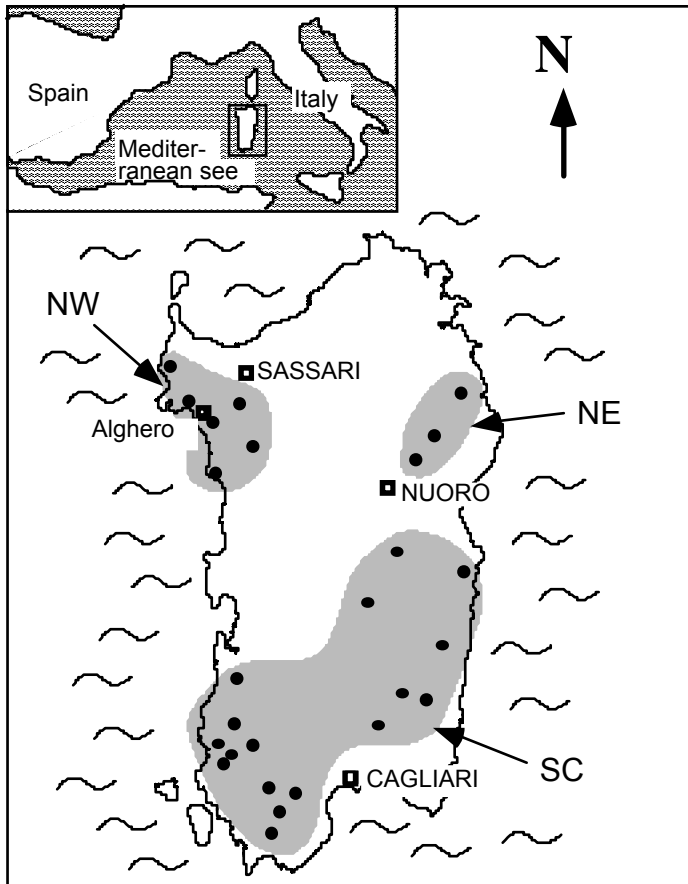 Spain
Italy
Mediter-
ranean see
N
NW
SASSARI
Alghero
NE
NUORO
SC
CAGLIARI